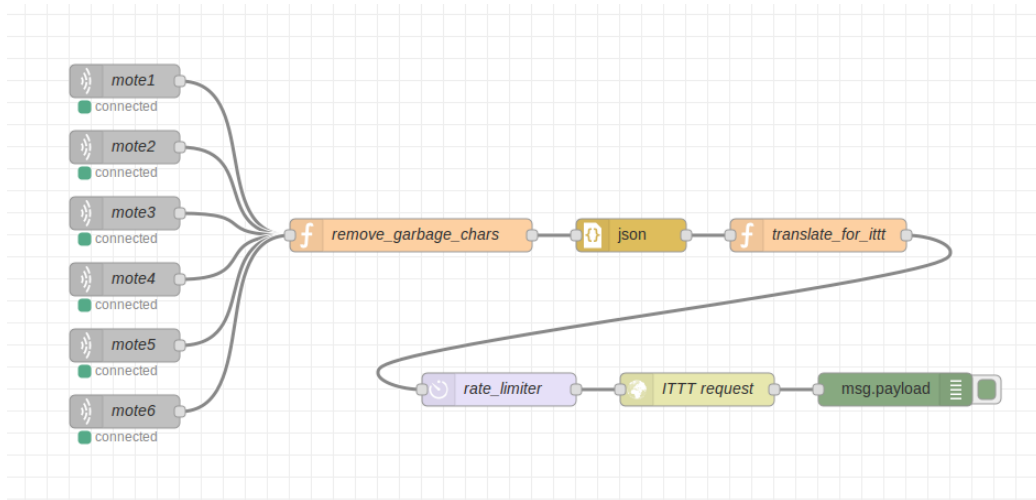 mote1
connected
mote2
connected
mote3
connected
mote4
connected
mote5
connected
mote6
connected
remove_garbage_chars
json
translate_for_ittt
rate_limiter
ITTT request
msg.payload